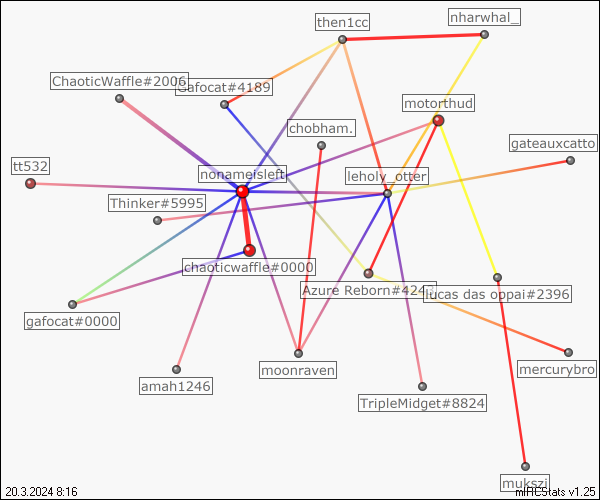 nharwhal_
then1cc
ChaoticWaffle#2006
Gafocat#4189
motorthud
chobham.
gateauxcatto
tt532
nonameisleft
leholy_otter
Thinker#5995
chaoticwaffle#0000
Azure Reborn#424
lucas das oppai#2396
gafocat#0000
moonraven
mercurybro
amah1246
TripleMidget#8824
mukszi
20.3.2024 8:16
mIRCStats v1.25